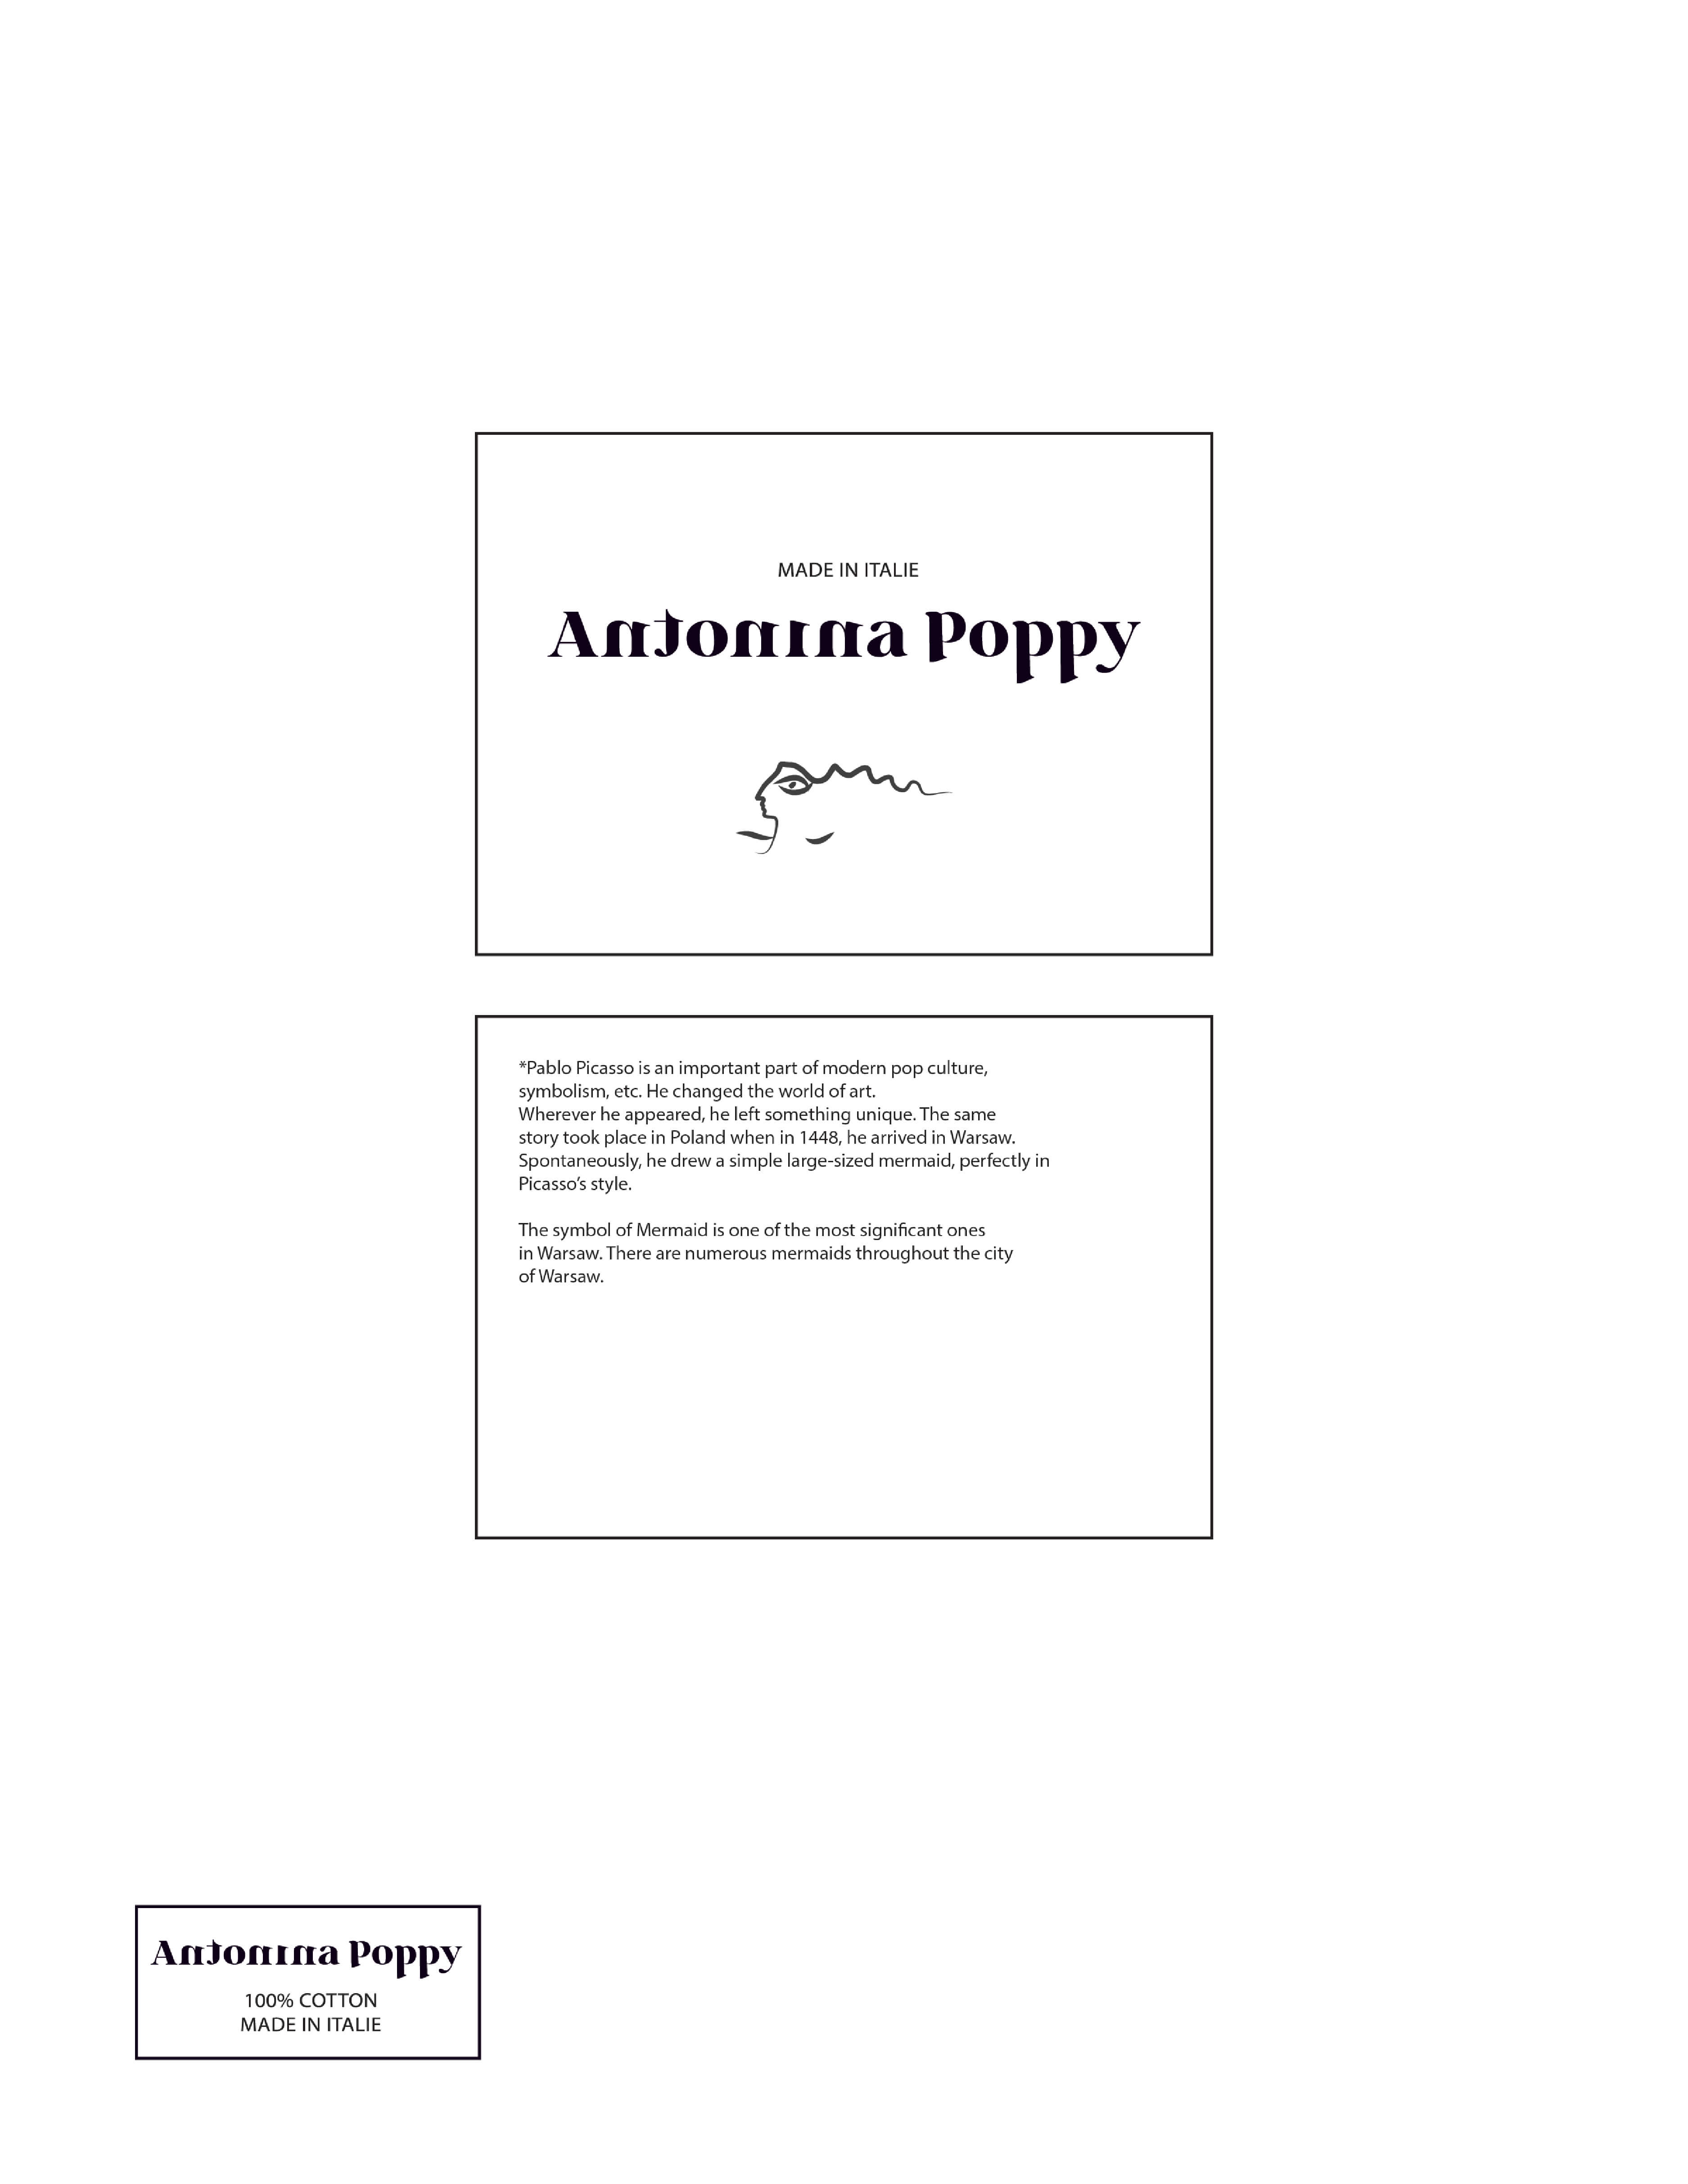 MADE IN ITALIE
Antonina Poppy
*Pablo Picasso is an important part of modern pop culture,
symbolism, etc. He changed the world of art.
Wherever he appeared, he left something unique. The same
story took place in Poland when in 1448, he arrived in Warsaw.
Spontaneously, he drew a simple large-sized mermaid, perfectly in
Picasso’s style.
The symbol of Mermaid is one of the most significant ones
in Warsaw. There are numerous mermaids throughout the city
of Warsaw.
Antonina Poppy
100% COTTON
MADE IN ITALIE